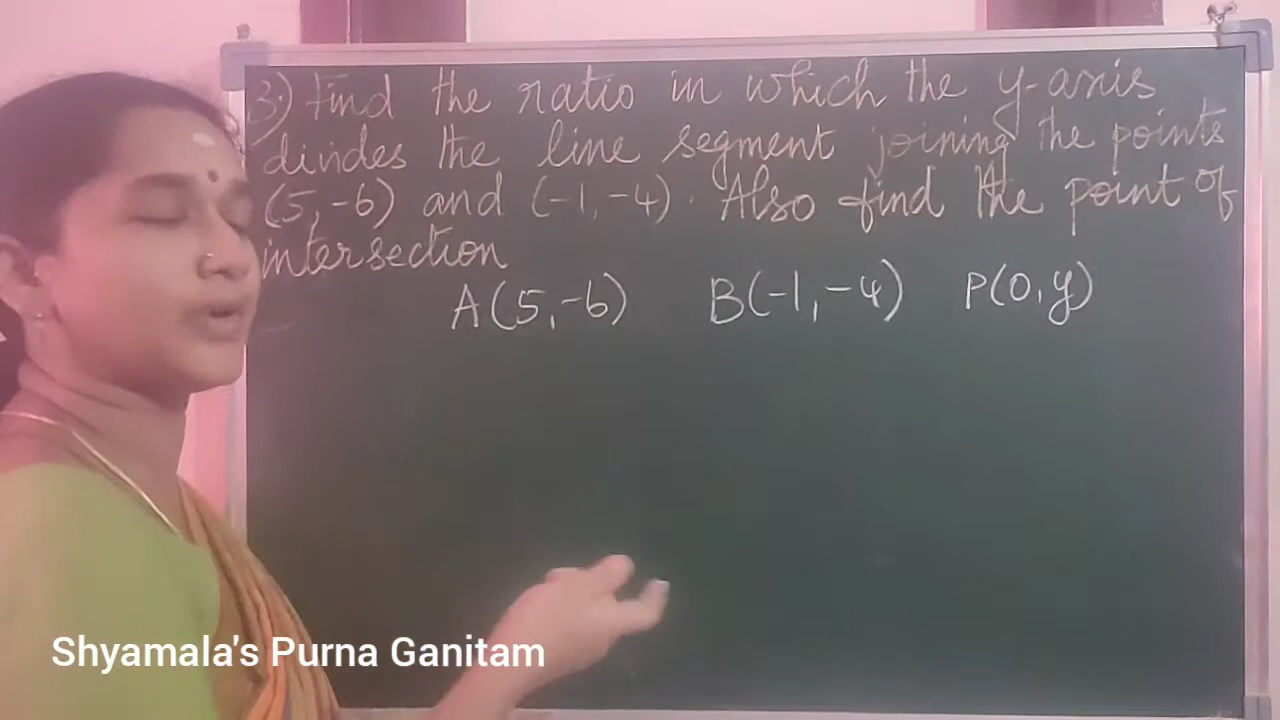 3.) Find the ratio in which the y-axis
divides the line segment joining the points
(5,-6) and (-1,-4). Also find the point of
intersection
A(5,-6) B(-1,-4) P(0,y)
Shyamala's Purna Ganitam